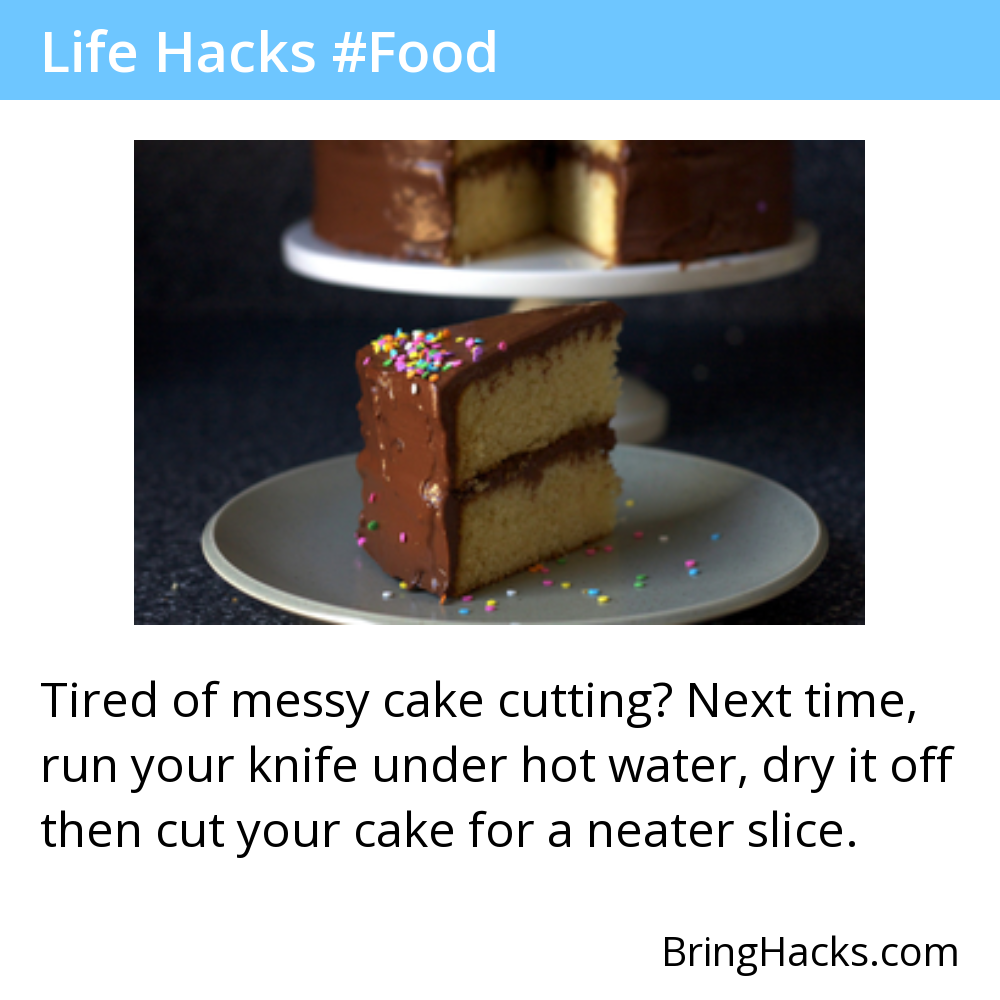 Life Hacks #Food
Tired of messy cake cutting? Next time,
run your knife under hot water, dry it off
then cut your cake for a neater slice.
BringHacks.com